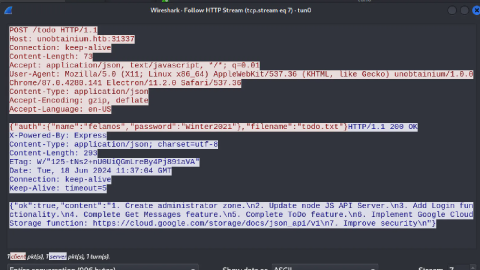 Wireshark · Follow HTTP Stream (tcp.stream eq 7) · tun0
POST /todo HTTP/1.1
Host: unobtainium.htb:31337
Connection: keep-alive
Content-Length: 73
Accept: application/json, text/javascript, */*; q=0.01
User-Agent: Mozilla/5.0 (X11; Linux x86_64) AppleWebKit/537.36 (KHTML, like Gecko) unobtainium/1.0.0
Chrome/87.0.4280.141 Electron/11.2.0 Safari/537.36
Content-Type: application/json
Accept-Encoding: gzip, deflate
Accept-Language: en-US
{"auth":{"name":"felamos","password":"Winter2021"},"filename":"todo.txt"}HTTP/1.1 200 OK
X-Powered-By: Express
Content-Type: application/json; charset=utf-8
Content-Length: 293
ETag: W/"125-tNs2+nU0UiQGmLreBy4Pj891aVA"
Date: Tue, 18 Jun 2024 11:37:04 GMT
Connection: keep-alive
Keep-Alive: timeout=5
{"ok":true,"content":"1. Create administrator zone.\n2. Update node JS API Server.\n3. Add Login fun
ctionality.\n4. Complete Get Messages feature.\n5. Complete ToDo feature.\n6. Implement Google Cloud
Storage function: https://cloud.google.com/storage/docs/json_api/v1\n7. Improve security\n"}
1 client pkt(s), 1 server pkt(s), 1 turn(s).
Entire conversation Show data as ASCII Stream 7